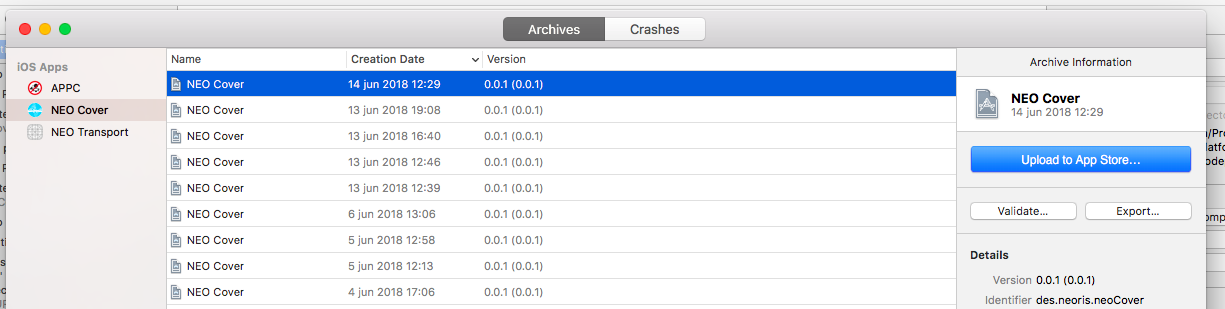 Archives Crashes
iOS Apps
APPC
NEO Cover
NEO Transport
Name Creation Date Version
NEO Cover 14 jun 2018 12:29 0.0.1 (0.0.1)
NEO Cover 13 jun 2018 19:08 0.0.1 (0.0.1)
NEO Cover 13 jun 2018 16:40 0.0.1 (0.0.1)
NEO Cover 13 jun 2018 12:46 0.0.1 (0.0.1)
NEO Cover 13 jun 2018 12:39 0.0.1 (0.0.1)
NEO Cover 6 jun 2018 13:06 0.0.1 (0.0.1)
NEO Cover 5 jun 2018 12:58 0.0.1 (0.0.1)
NEO Cover 5 jun 2018 12:13 0.0.1 (0.0.1)
NEO Cover 4 jun 2018 17:06 0.0.1 (0.0.1)
Archive Information
NEO Cover
14 jun 2018 12:29
Upload to App Store...
Validate... Export...
Details
Version 0.0.1 (0.0.1)
Identifier des.neoris.neoCover